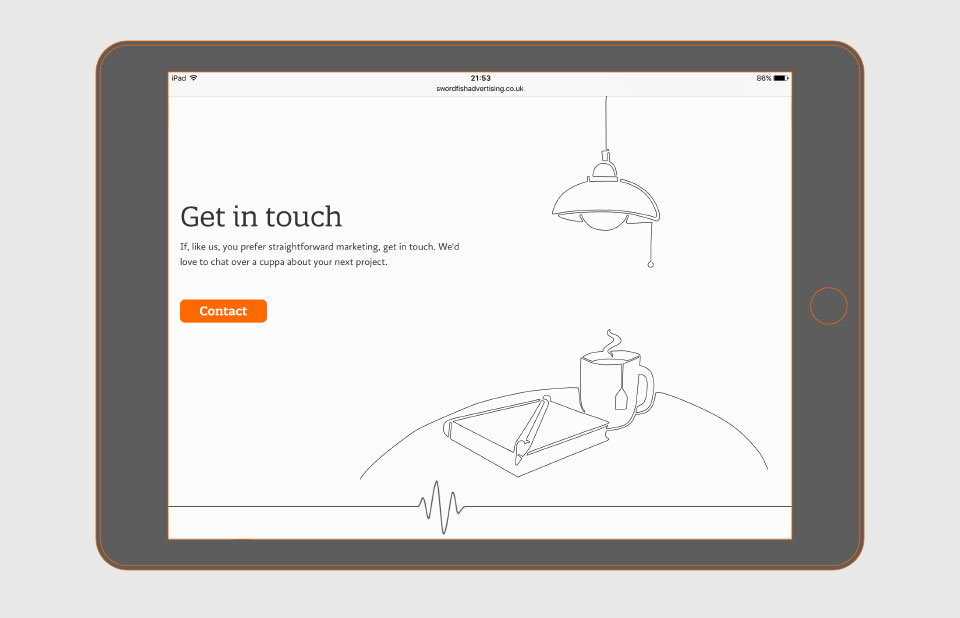 iPad 21:53 86%
swordfishadvertising.co.uk
Get in touch
If, like us, you prefer straightforward marketing, get in touch. We'd
love to chat over a cuppa about your next project.
Contact